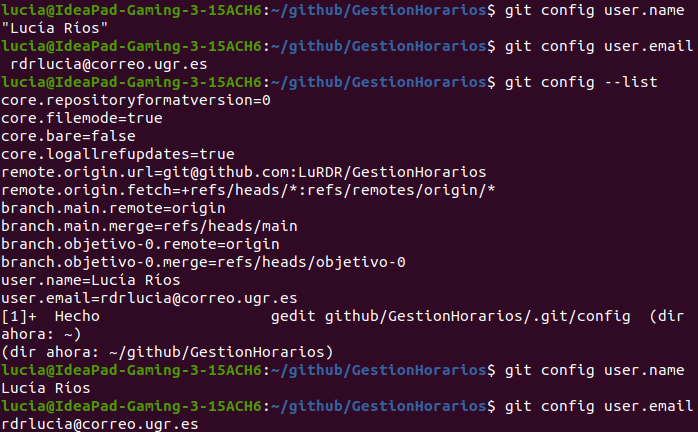 lucia@IdeaPad-Gaming-3-15ACH6:~/github/GestionHorarios$ git config user.name
"Lucía Ríos"
lucia@IdeaPad-Gaming-3-15ACH6:~/github/GestionHorarios$ git config user.email
 rdrlucia@correo.ugr.es
lucia@IdeaPad-Gaming-3-15ACH6:~/github/GestionHorarios$ git config --list
core.repositoryformatversion=0
core.filemode=true
core.bare=false
core.logallrefupdates=true
remote.origin.url=git@github.com:LuRDR/GestionHorarios
remote.origin.fetch=+refs/heads/*:refs/remotes/origin/*
branch.main.remote=origin
branch.main.merge=refs/heads/main
branch.objetivo-0.remote=origin
branch.objetivo-0.merge=refs/heads/objetivo-0
user.name=Lucía Ríos
user.email=rdrlucia@correo.ugr.es
[1]+  Hecho                 gedit github/GestionHorarios/.git/config  (dir
ahora: ~)
(dir ahora: ~/github/GestionHorarios)
lucia@IdeaPad-Gaming-3-15ACH6:~/github/GestionHorarios$ git config user.name
Lucía Ríos
lucia@IdeaPad-Gaming-3-15ACH6:~/github/GestionHorarios$ git config user.email
rdrlucia@correo.ugr.es